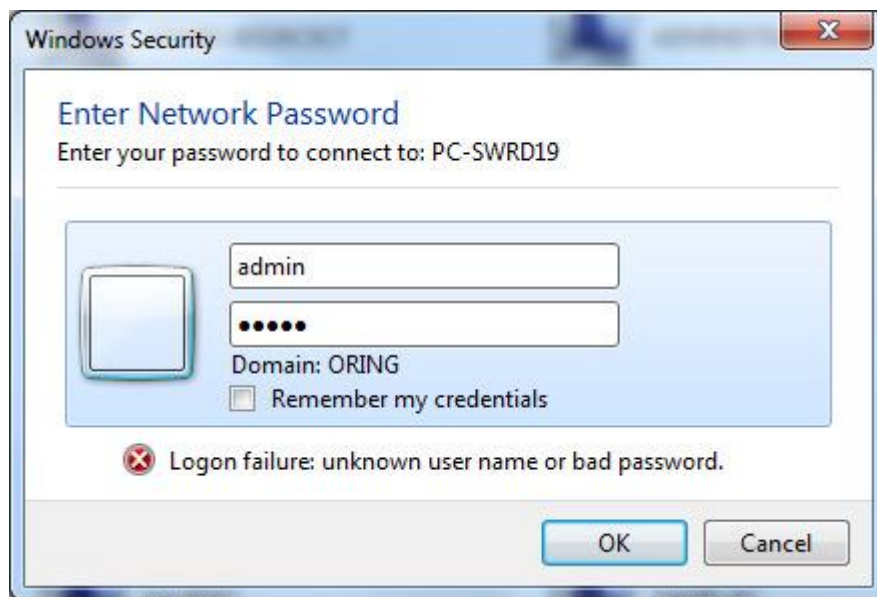 Windows Security
Enter Network Password
Enter your password to connect to: PC-SWRD19
admin
●●●●●
Domain: ORING
Remember my credentials
Logon failure: unknown user name or bad password.
OK
Cancel